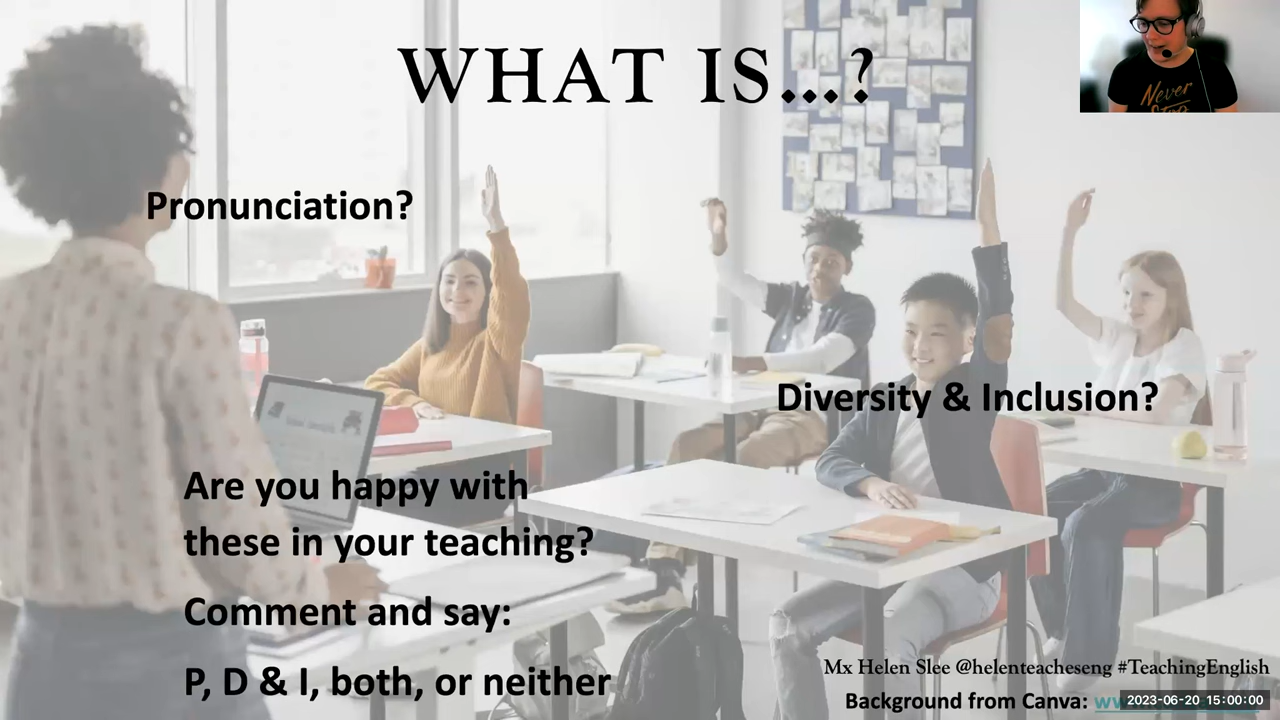 WHAT IS...?
Never
Pronunciation?
Diversity & Inclusion?
Are you happy with
these in your teaching?
Comment and say:
P, D & I, both, or neither
Mx Helen Slee @helenteacheseng #TeachingEnglish
Background from Canva:
2023-06-20 15:00:00